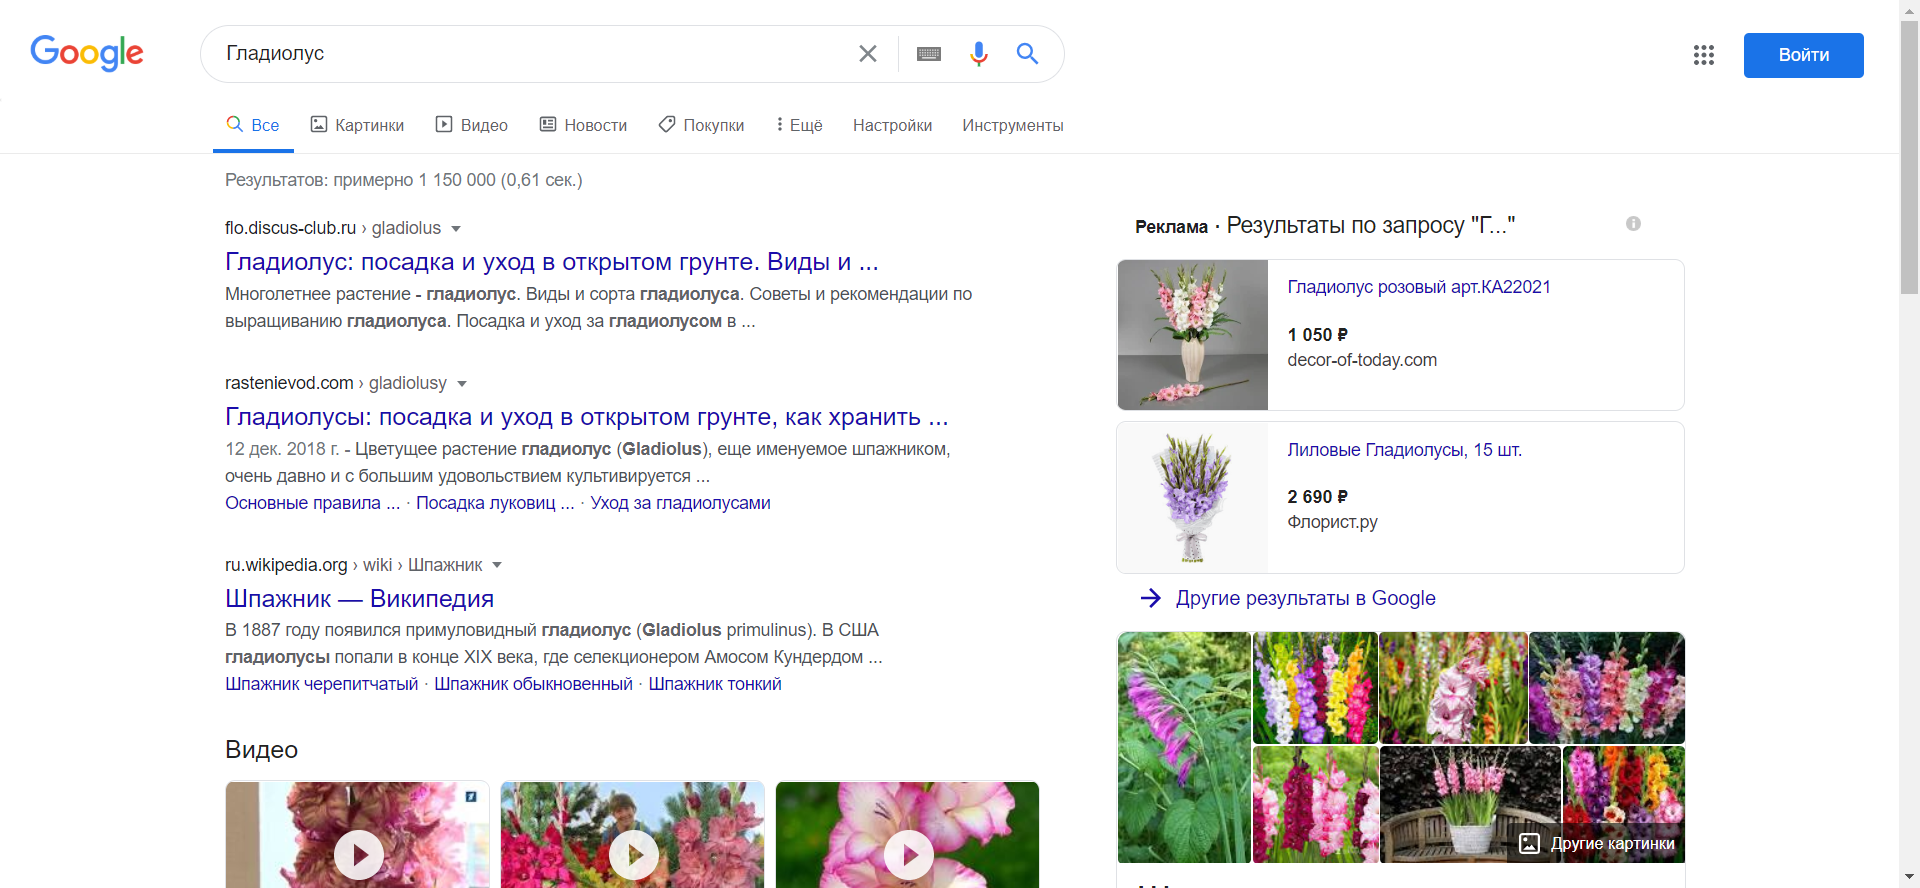 Google
Гладиолус
Войти
Все
Картинки
Видео
Новости
Покупки
Ещё
Настройки
Инструменты
Результатов: примерно 1 150 000 (0,61 сек.)
flo.discus-club.ru › gladiolus
Гладиолус: посадка и уход в открытом грунте. Виды и ...
Многолетнее растение - гладиолус. Виды и сорта гладиолуса. Советы и рекомендации по
выращиванию гладиолуса. Посадка и уход за гладиолусом в ...
rastenievod.com › gladiolusy
Гладиолусы: посадка и уход в открытом грунте, как хранить ...
12 дек. 2018 г. - Цветущее растение гладиолус (Gladiolus), еще именуемое шпажником,
очень давно и с большим удовольствием культивируется ...
Основные правила ... · Посадка луковиц ... · Уход за гладиолусами
ru.wikipedia.org › wiki › Шпажник
Шпажник — Википедия
В 1887 году появился примуловидный гладиолус (Gladiolus primulinus). В США
гладиолусы попали в конце XIX века, где селекционером Амосом Кундердом ...
Шпажник черепитчатый · Шпажник обыкновенный · Шпажник тонкий
Видео
Реклама · Результаты по запросу "Г..."
Гладиолус розовый арт.КА22021
1 050 ₽
decor-of-today.com
Лиловые Гладиолусы, 15 шт.
2 690 ₽
Флорист.ру
Другие результаты в Google
Другие картинки